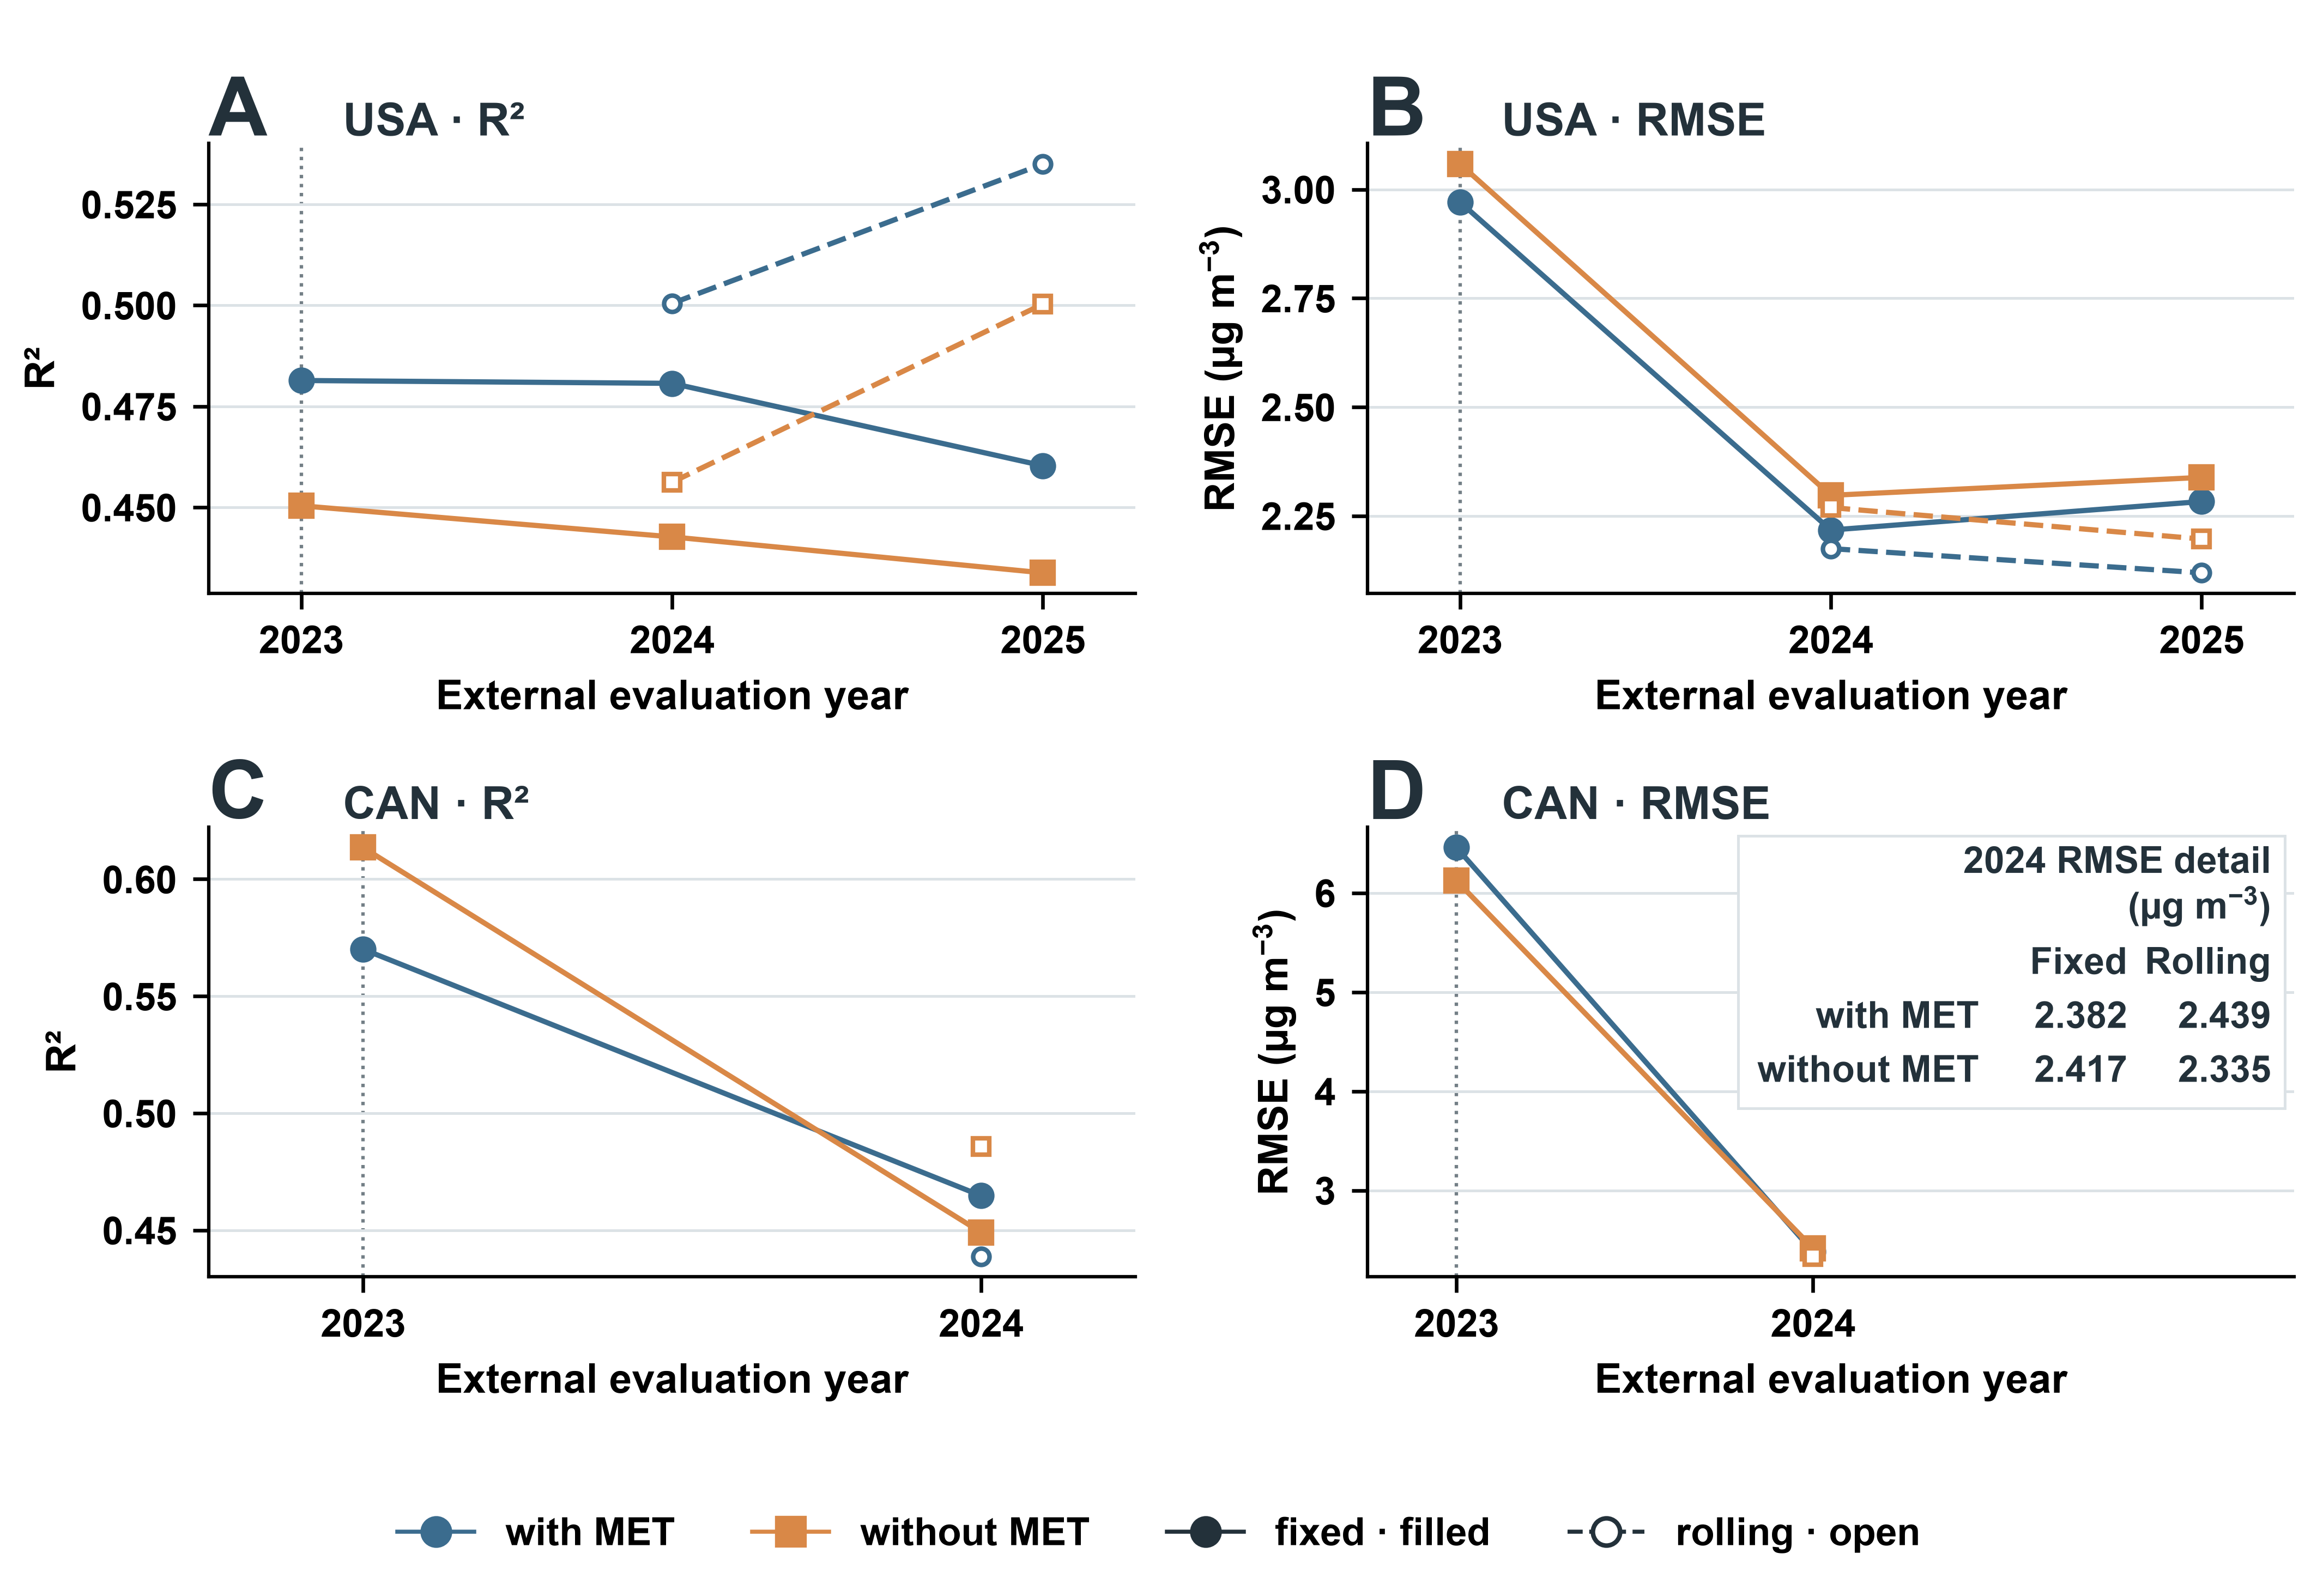 A
USA · R²
0.525
0.500
0.475
0.450
R²
2023
2024
2025
External evaluation year
B
USA · RMSE
3.00
2.75
2.50
2.25
RMSE (µg m⁻³)
2023
2024
2025
External evaluation year
C
CAN · R²
0.60
0.55
0.50
0.45
R²
2023
2024
External evaluation year
D
CAN · RMSE
6
5
4
3
RMSE (µg m⁻³)
2024 RMSE detail
(µg m⁻³)
Fixed Rolling
with MET 2.382 2.439
without MET 2.417 2.335
2023
2024
External evaluation year
with MET
without MET
fixed · filled
rolling · open